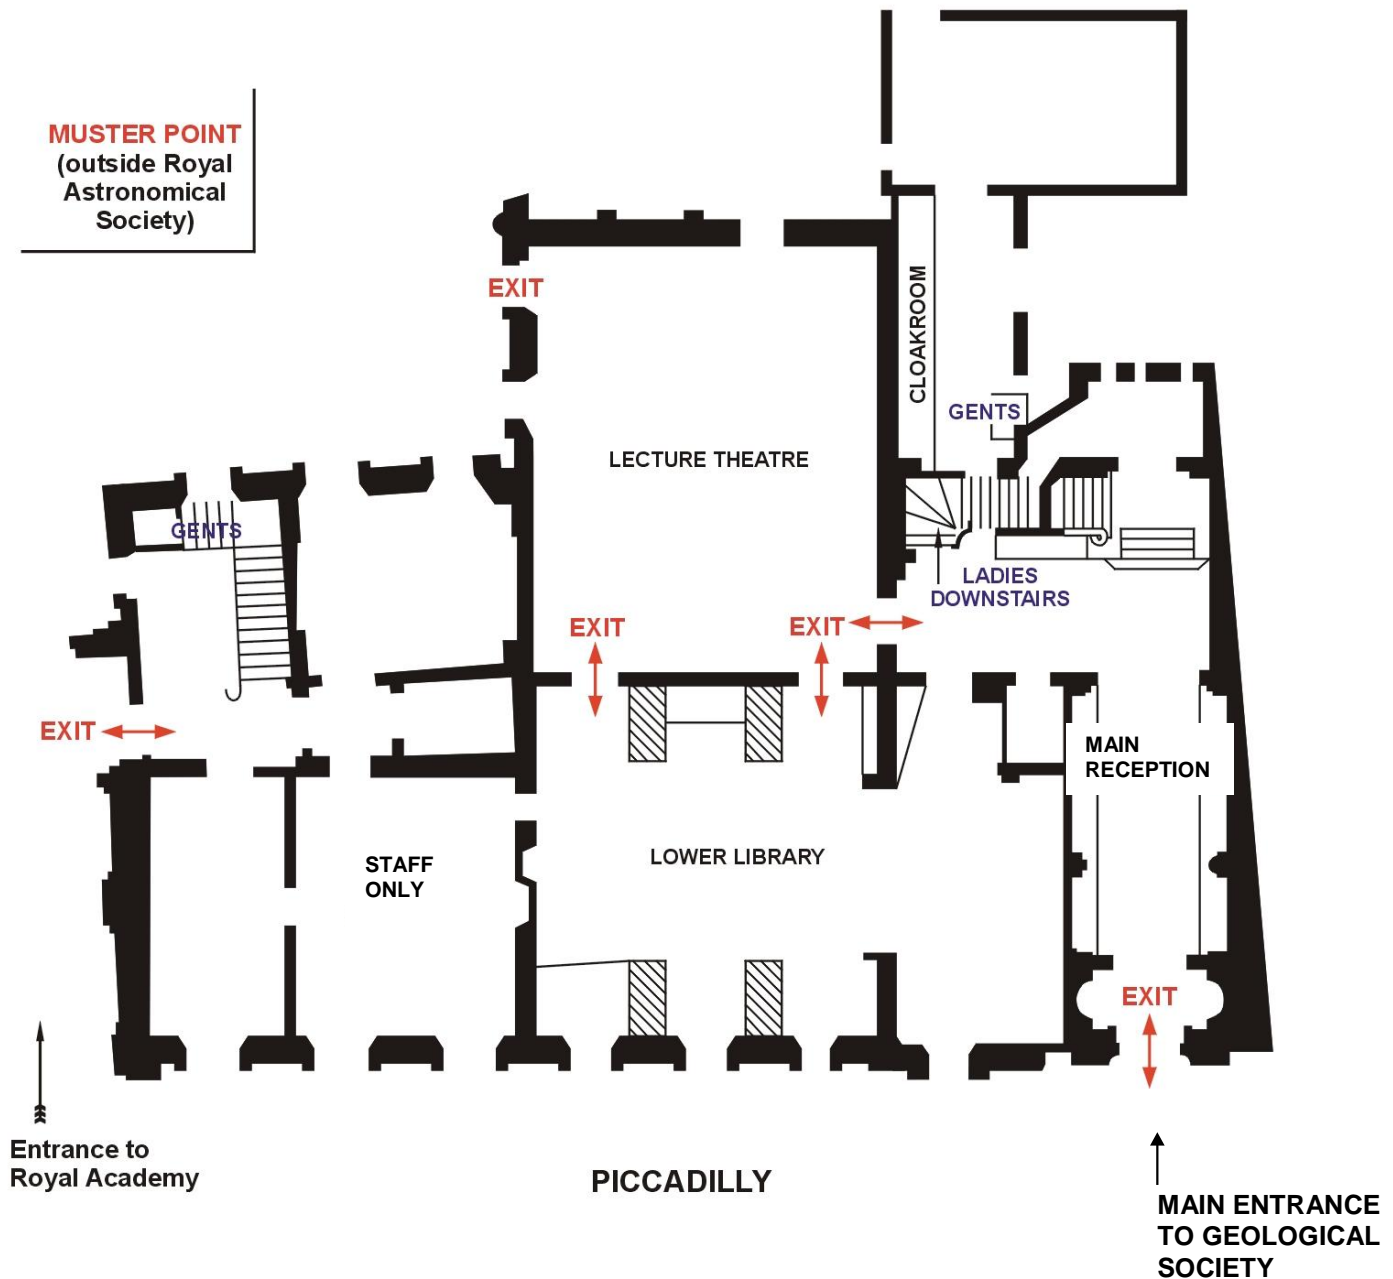 MUSTER POINT
(outside Royal
Astronomical
Society)
EXIT
CLOAKROOM
GENTS
LECTURE THEATRE
GENTS
LADIES
DOWNSTAIRS
EXIT
EXIT
EXIT
MAIN
RECEPTION
STAFF
ONLY
LOWER LIBRARY
EXIT
Entrance to
Royal Academy
PICCADILLY
MAIN ENTRANCE
TO GEOLOGICAL
SOCIETY